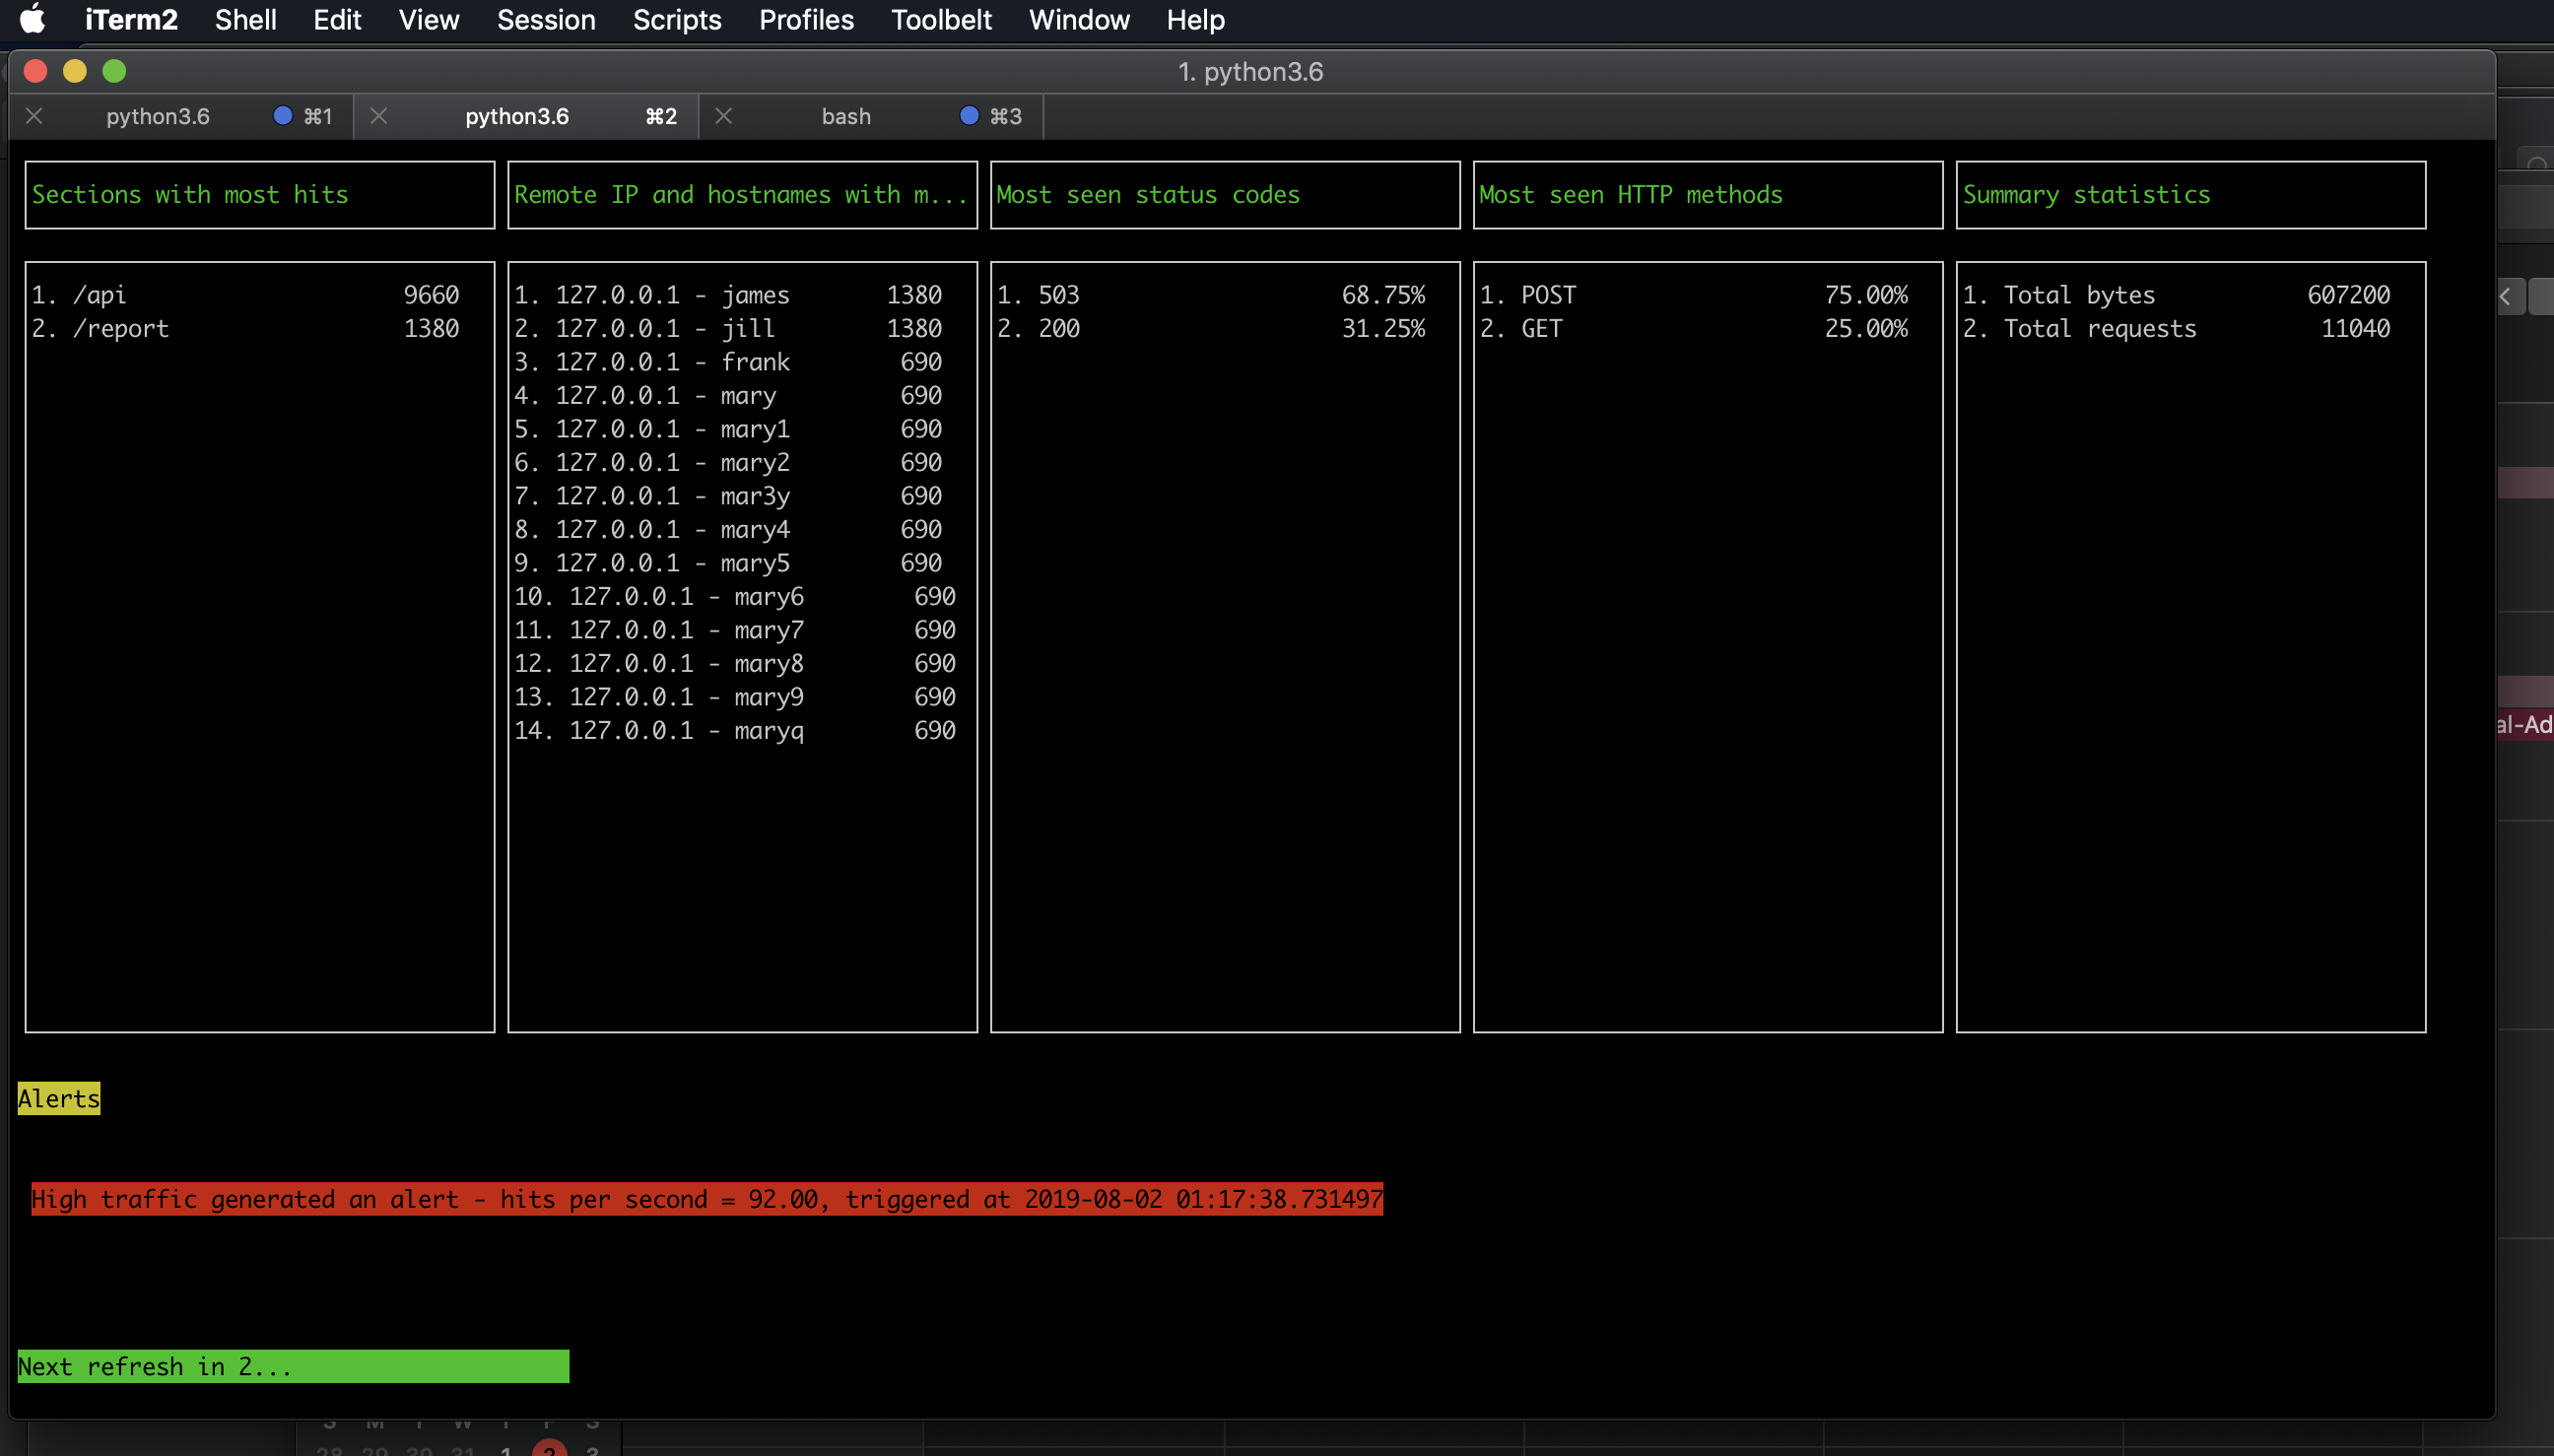 iTerm2 Shell Edit View Session Scripts Profiles Toolbelt Window Help
1. python3.6
python3.6 ⌘1 python3.6 ⌘2 bash ⌘3
Sections with most hits
1. /api 9660
2. /report 1380
Remote IP and hostnames with m...
1. 127.0.0.1 - james 1380
2. 127.0.0.1 - jill 1380
3. 127.0.0.1 - frank 690
4. 127.0.0.1 - mary 690
5. 127.0.0.1 - mary1 690
6. 127.0.0.1 - mary2 690
7. 127.0.0.1 - mar3y 690
8. 127.0.0.1 - mary4 690
9. 127.0.0.1 - mary5 690
10. 127.0.0.1 - mary6 690
11. 127.0.0.1 - mary7 690
12. 127.0.0.1 - mary8 690
13. 127.0.0.1 - mary9 690
14. 127.0.0.1 - maryq 690
Most seen status codes
1. 503 68.75%
2. 200 31.25%
Most seen HTTP methods
1. POST 75.00%
2. GET 25.00%
Summary statistics
1. Total bytes 607200
2. Total requests 11040
al-Ad
Alerts
High traffic generated an alert - hits per second = 92.00, triggered at 2019-08-02 01:17:38.731497
Next refresh in 2...
S M T W T F S
28 29 30 31 1 2 3